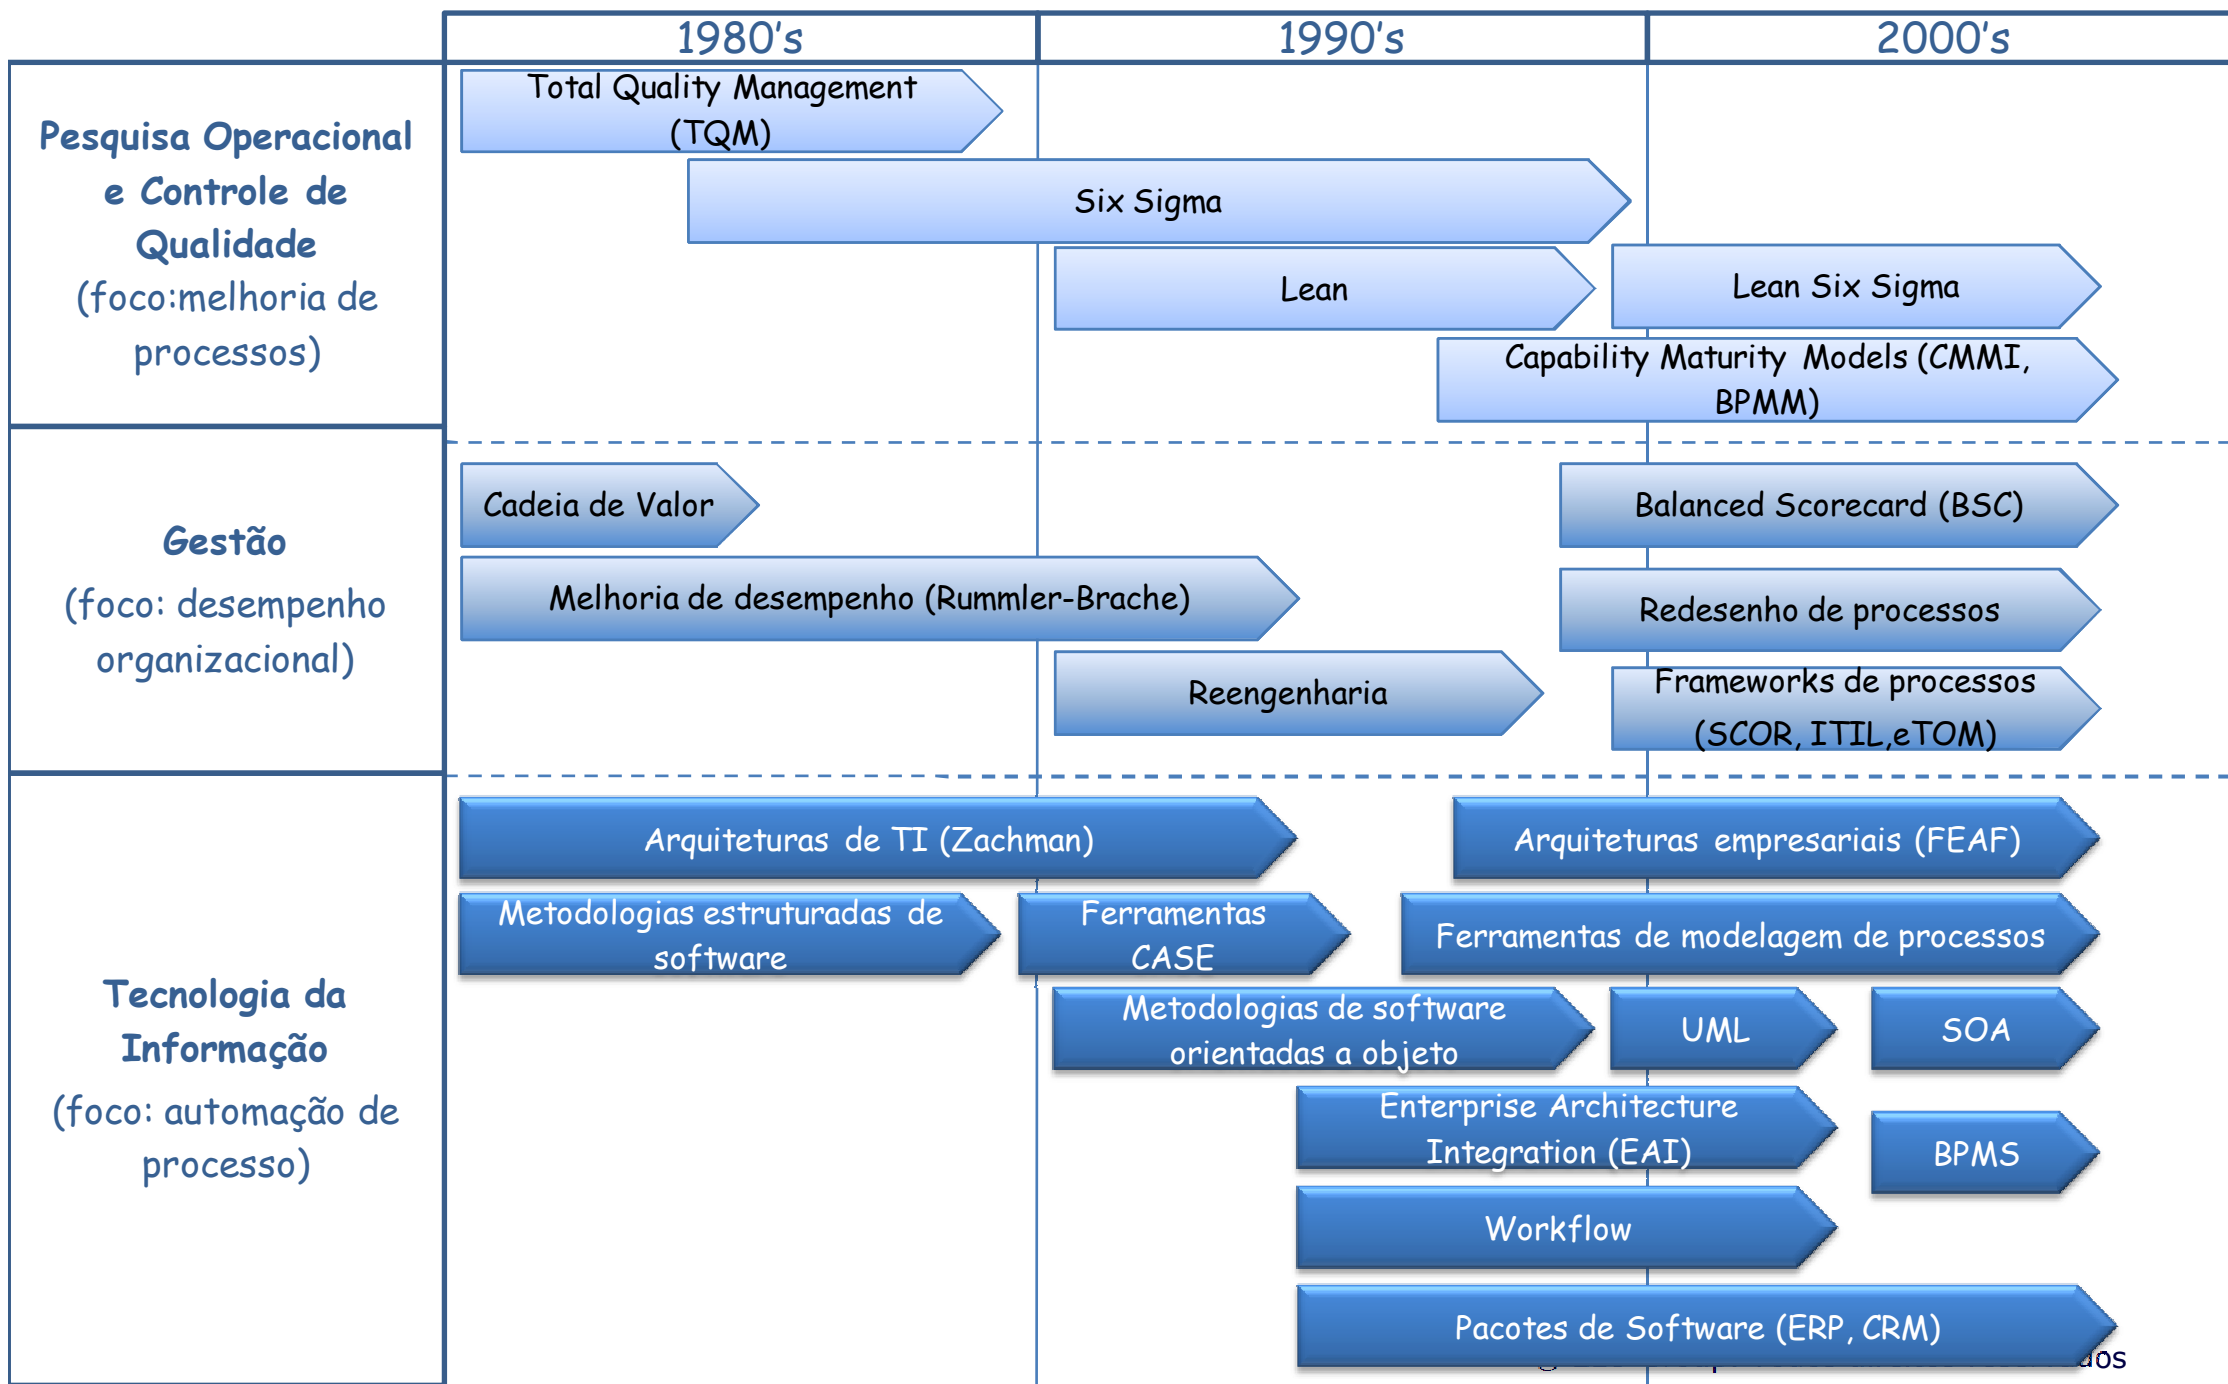 1980's
1990's
2000's
Pesquisa Operacional
e Controle de
Qualidade
(foco:melhoria de
processos)
Total Quality Management
(TQM)
Six Sigma
Lean
Lean Six Sigma
Capability Maturity Models (CMMI,
BPMM)
Gestão
(foco: desempenho
organizacional)
Cadeia de Valor
Balanced Scorecard (BSC)
Melhoria de desempenho (Rummler-Brache)
Redesenho de processos
Reengenharia
Frameworks de processos
(SCOR, ITIL,eTOM)
Tecnologia da
Informação
(foco: automação de
processo)
Arquiteturas de TI (Zachman)
Arquiteturas empresariais (FEAF)
Metodologias estruturadas de
software
Ferramentas
CASE
Ferramentas de modelagem de processos
Metodologias de software
orientadas a objeto
UML
SOA
Enterprise Architecture
Integration (EAI)
BPMS
Workflow
Pacotes de Software (ERP, CRM)